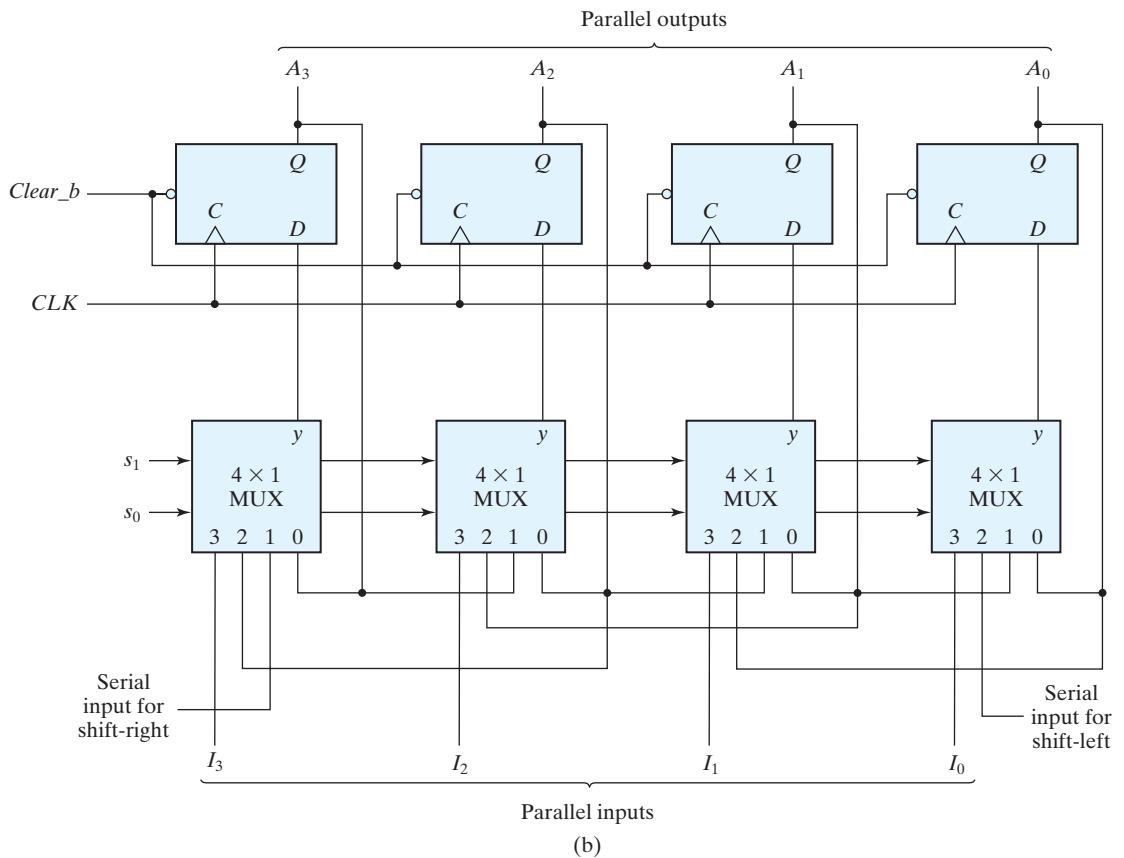 Parallel outputs
A3 A2 A1 A0
Q Q Q Q
Clear_b
C D C D C D C D
CLK
y y y y
s1
4 × 1 4 × 1 4 × 1 4 × 1
MUX MUX MUX MUX
s0
3 2 1 0 3 2 1 0 3 2 1 0 3 2 1 0
Serial
input for
shift-right
Serial
input for
shift-left
I3 I2 I1 I0
Parallel inputs
(b)